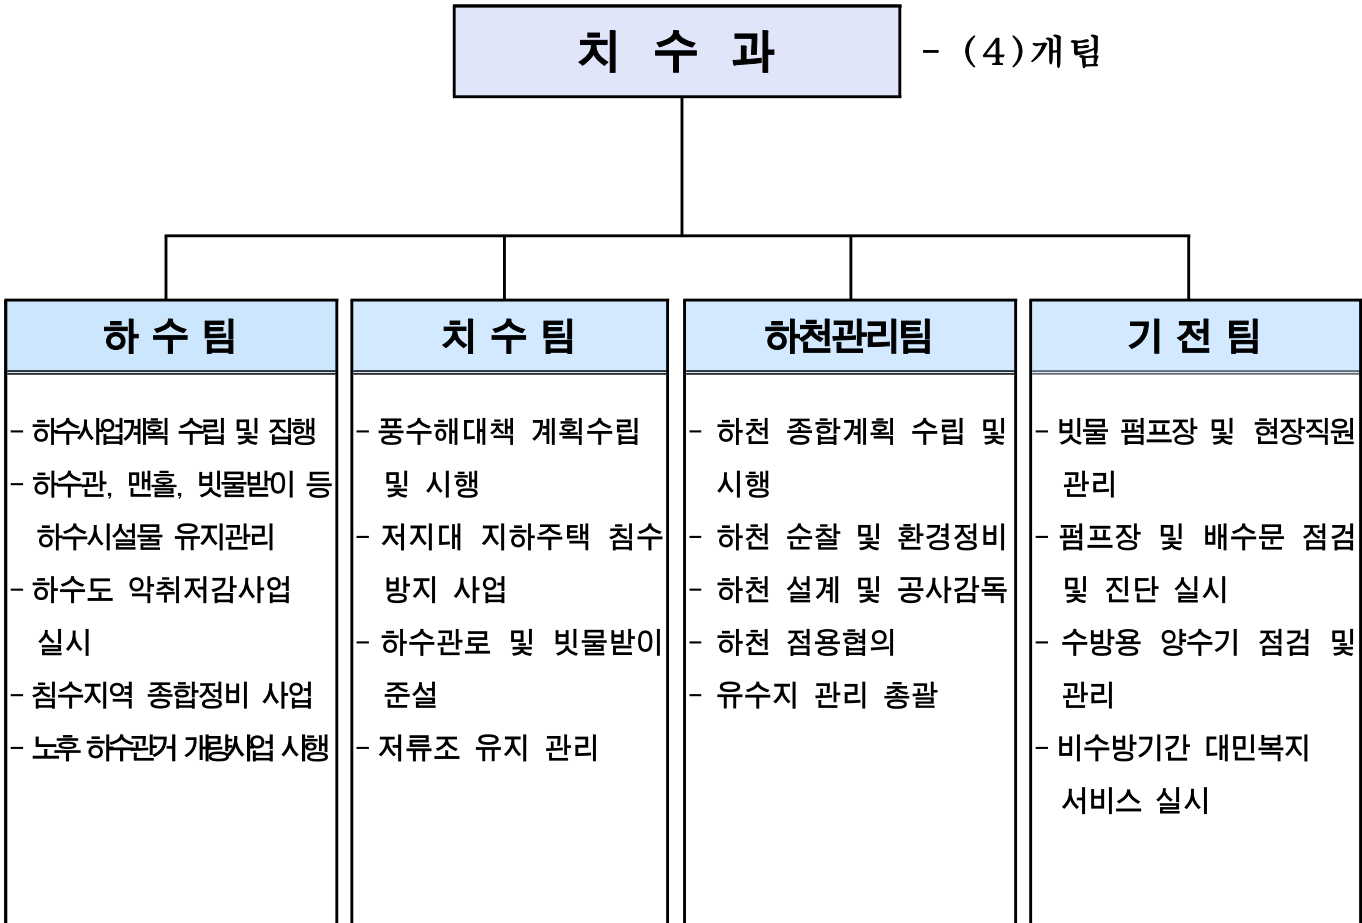 치 수 과
- (4)개팀
하 수 팀
- 하수사업계획 수립 및 집행
- 하수관, 맨홀, 빗물받이 등
하수시설물 유지관리
- 하수도 악취저감사업
실시
- 침수지역 종합정비 사업
- 노후 하수관거 개량사업 시행
치 수 팀
- 풍수해대책 계획수립
및 시행
- 저지대 지하주택 침수
방지 사업
- 하수관로 및 빗물받이
준설
- 저류조 유지 관리
하천관리팀
- 하천 종합계획 수립 및
시행
- 하천 순찰 및 환경정비
- 하천 설계 및 공사감독
- 하천 점용협의
- 유수지 관리 총괄
기 전 팀
- 빗물 펌프장 및 현장직원
관리
- 펌프장 및 배수문 점검
및 진단 실시
- 수방용 양수기 점검 및
관리
- 비수방기간 대민복지
서비스 실시